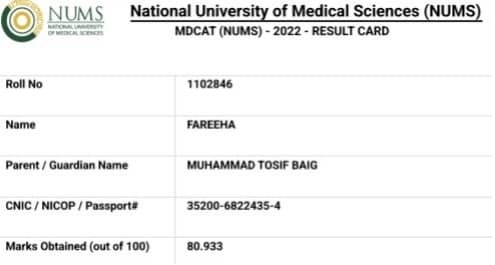 NUMS
NATIONAL UNIVERSITY
OF MEDICAL SCIENCES
National University of Medical Sciences (NUMS)
MDCAT (NUMS) - 2022 - RESULT CARD
Roll No 1102846
Name FAREEHA
Parent / Guardian Name MUHAMMAD TOSIF BAIG
CNIC / NICOP / Passport# 35200-6822435-4
Marks Obtained (out of 100) 80.933